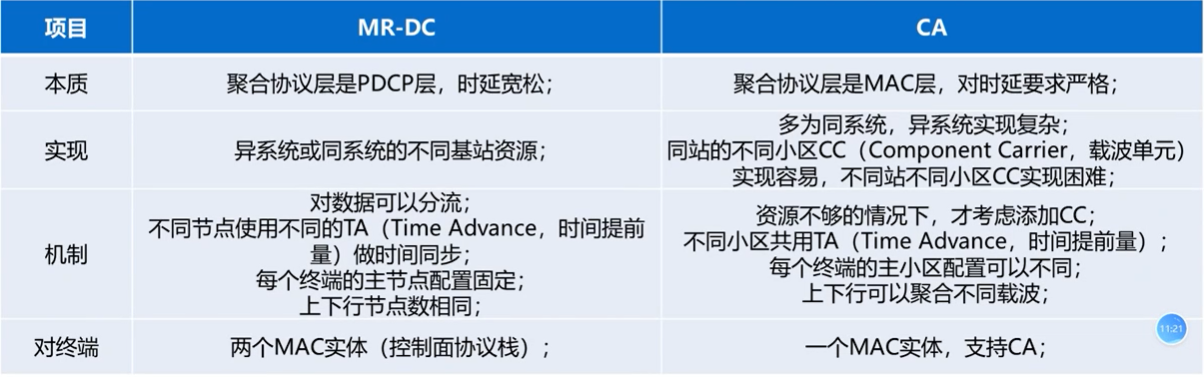 项目
MR-DC
CA
本质
聚合协议层是PDCP层，时延宽松；
聚合协议层是MAC层，对时延要求严格；
实现
异系统或同系统的不同基站资源；
多为同系统，异系统实现复杂；
同站的不同小区CC（Component Carrier，载波单元）
实现容易，不同站不同小区CC实现困难；
机制
对数据可以分流；
不同节点使用不同的TA（Time Advance，时间提前
量）做时间同步；
每个终端的主节点配置固定；
上下行节点数相同；
资源不够的情况下，才考虑添加CC；
不同小区共用TA（Time Advance，时间提前量）；
每个终端的主小区配置可以不同；
上下行可以聚合不同载波；
对终端
两个MAC实体（控制面协议栈）；
一个MAC实体，支持CA；
11:21